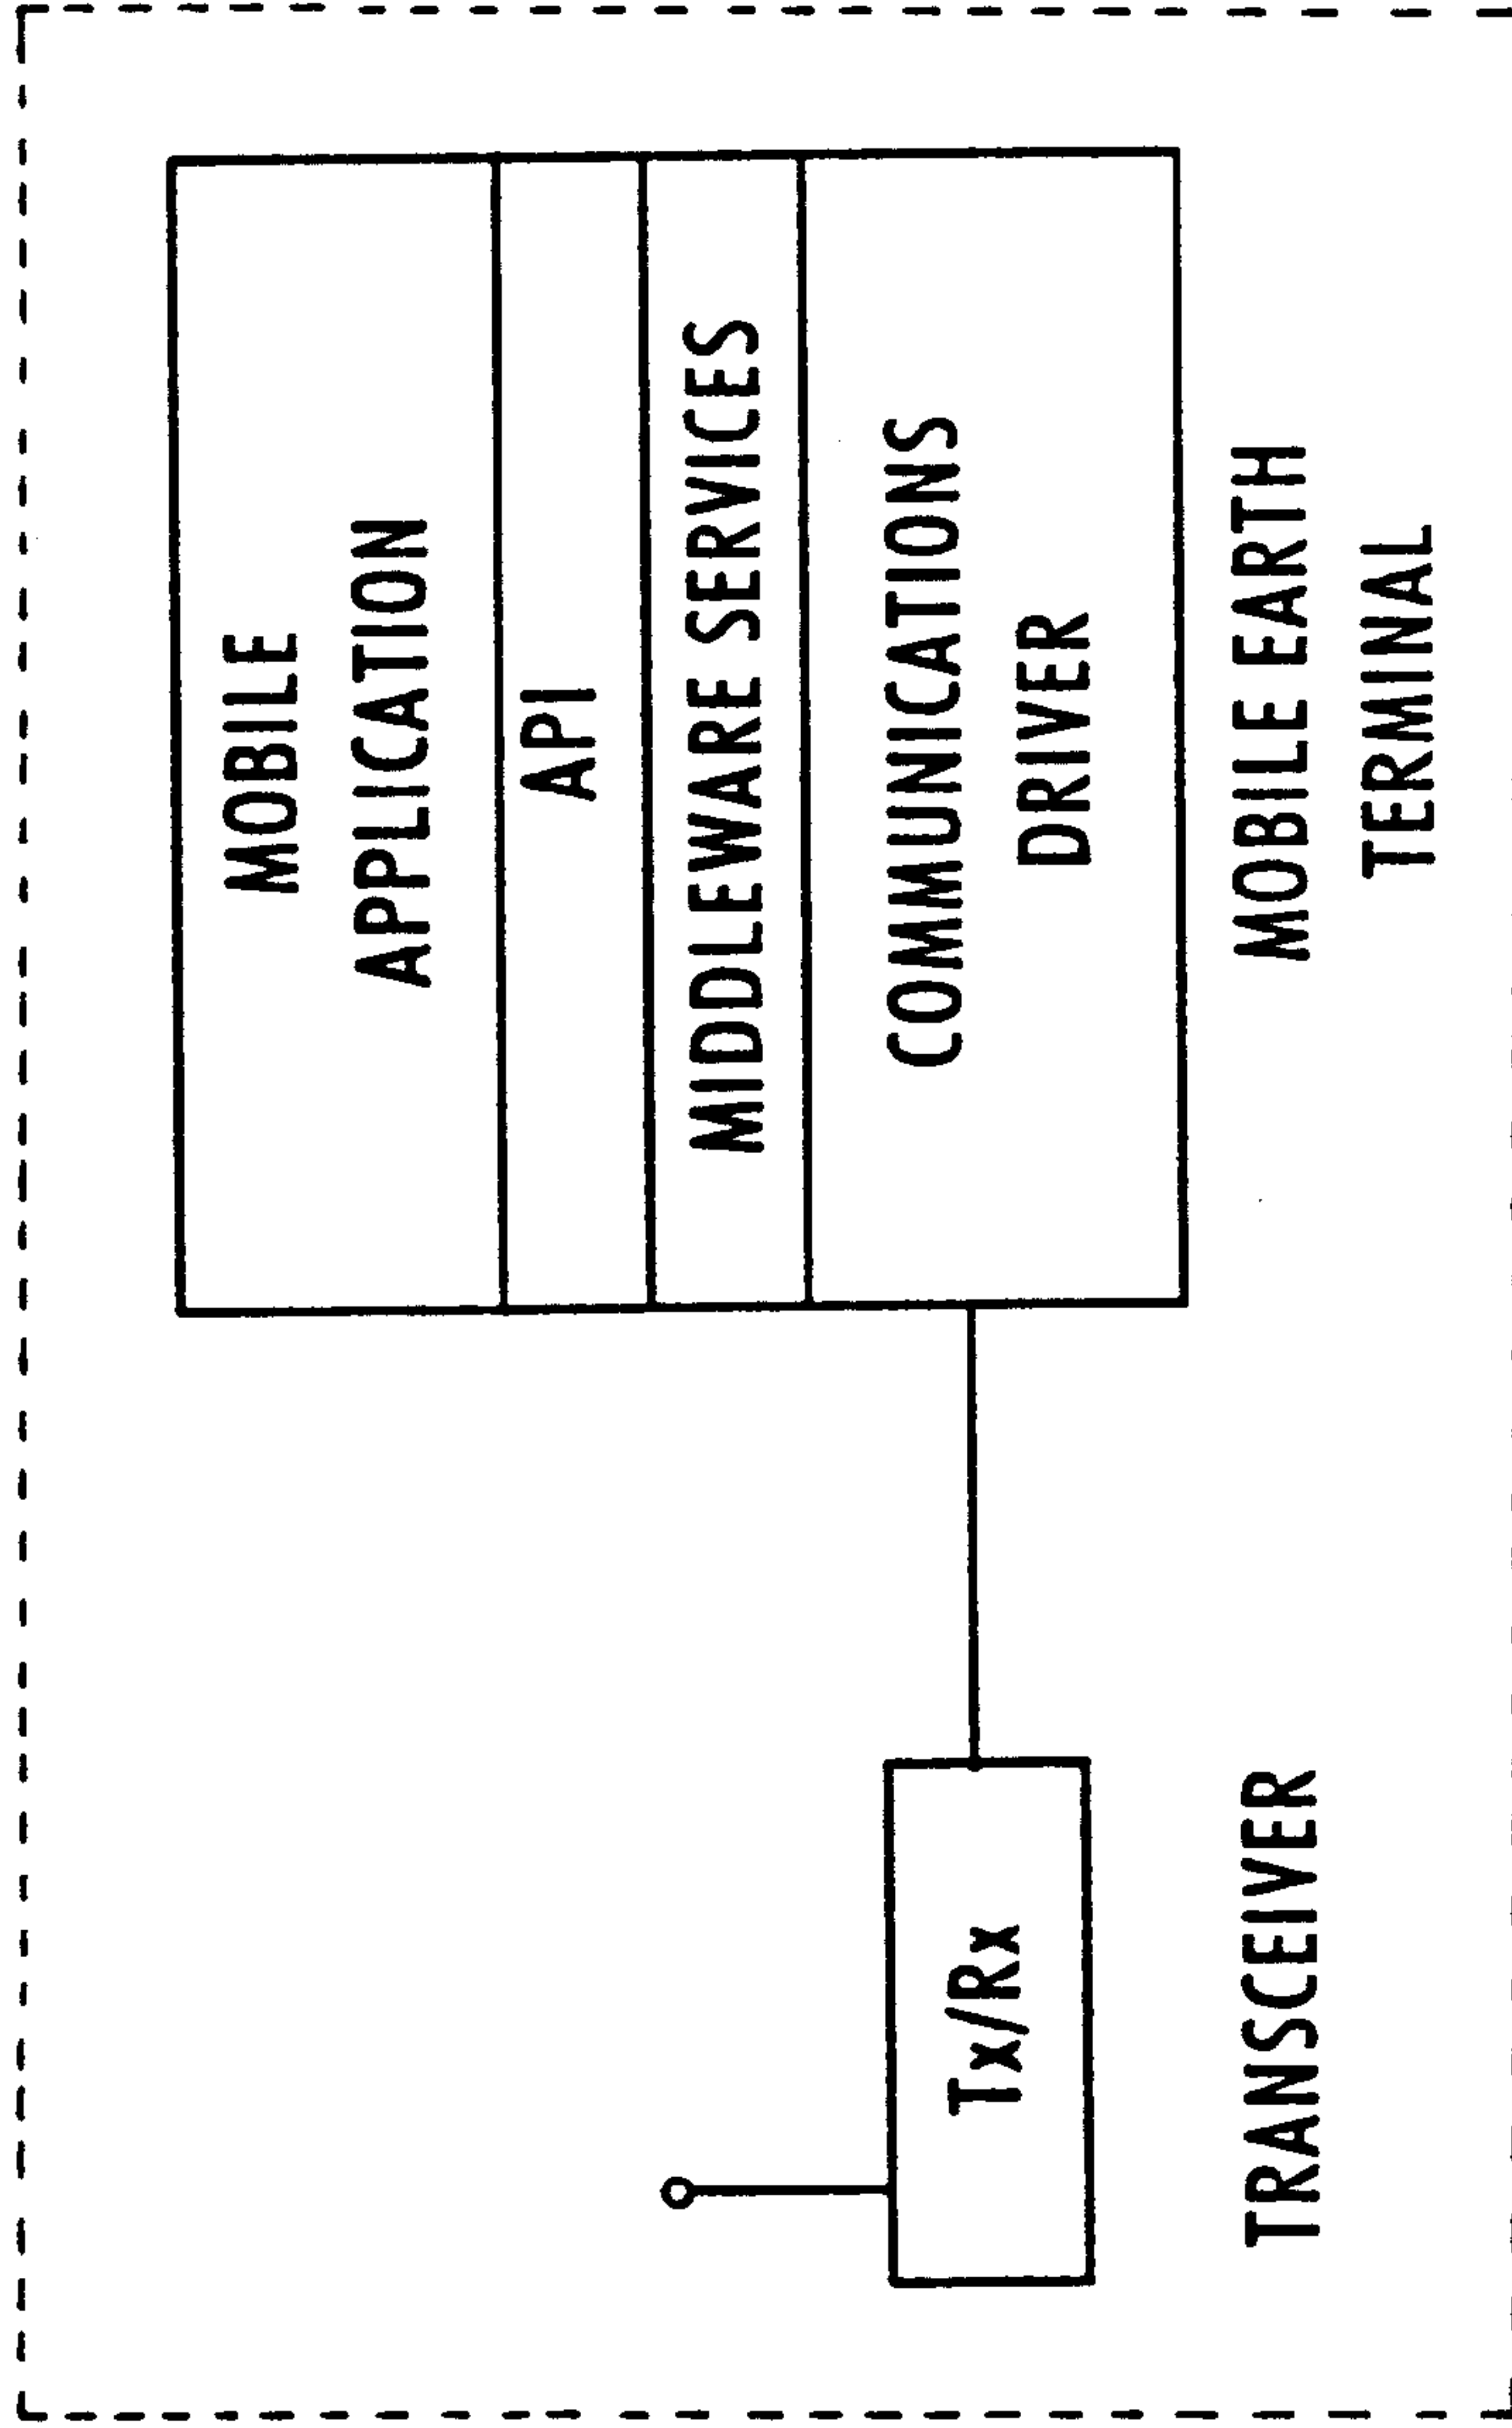 MOBILE
APPLICATION
API
MIDDLEWARE SERVICES
COMMUNICATIONS
DRIVER
MOBILE EARTH
TERMINAL
Tx/Rx
TRANSCEIVER